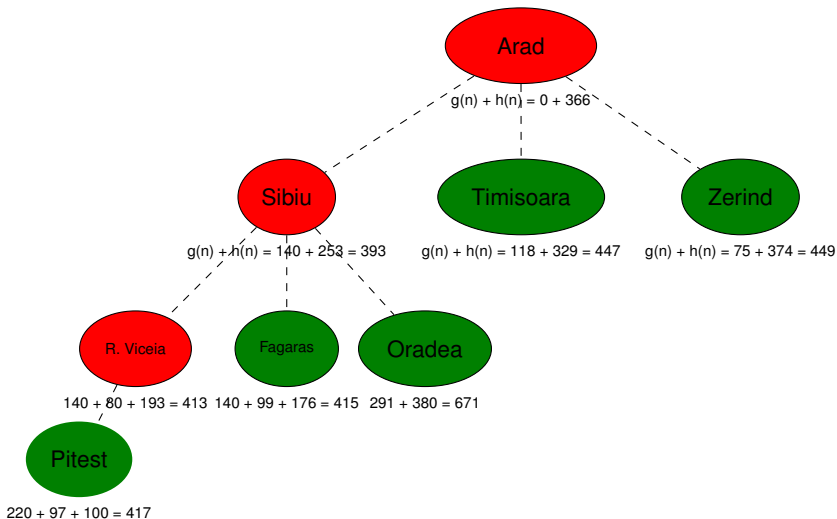 Arad
g(n) + h(n) = 0 + 366
Sibiu
Timisoara
Zerind
g(n) + h(n) = 140 + 253 = 393
g(n) + h(n) = 118 + 329 = 447
g(n) + h(n) = 75 + 374 = 449
R. Viceia
Fagaras
Oradea
140 + 80 + 193 = 413
140 + 99 + 176 = 415
291 + 380 = 671
Pitest
220 + 97 + 100 = 417